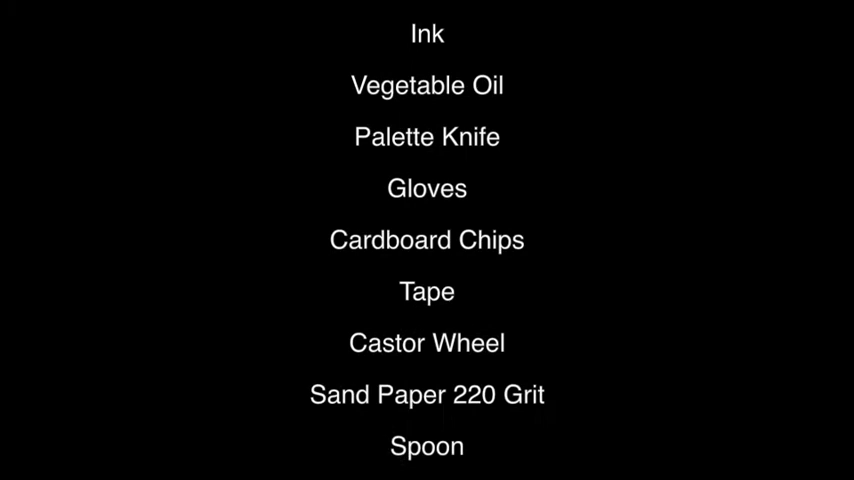 Ink
Vegetable Oil
Palette Knife
Gloves
Cardboard Chips
Tape
Castor Wheel
Sand Paper 220 Grit
Spoon